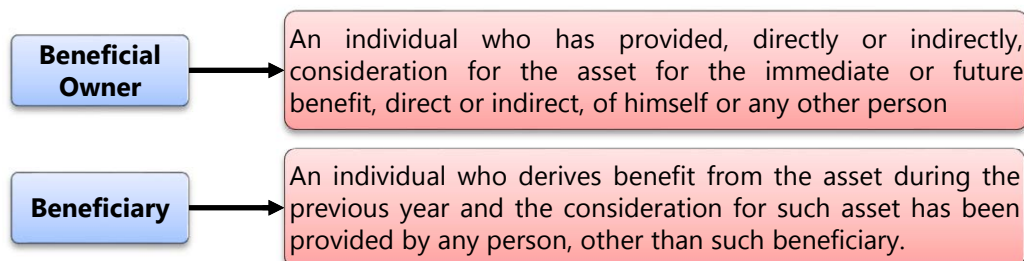 Beneficial
Owner
An individual who has provided, directly or indirectly,
consideration for the asset for the immediate or future
benefit, direct or indirect, of himself or any other person
Beneficiary
An individual who derives benefit from the asset during the
previous year and the consideration for such asset has been
provided by any person, other than such beneficiary.